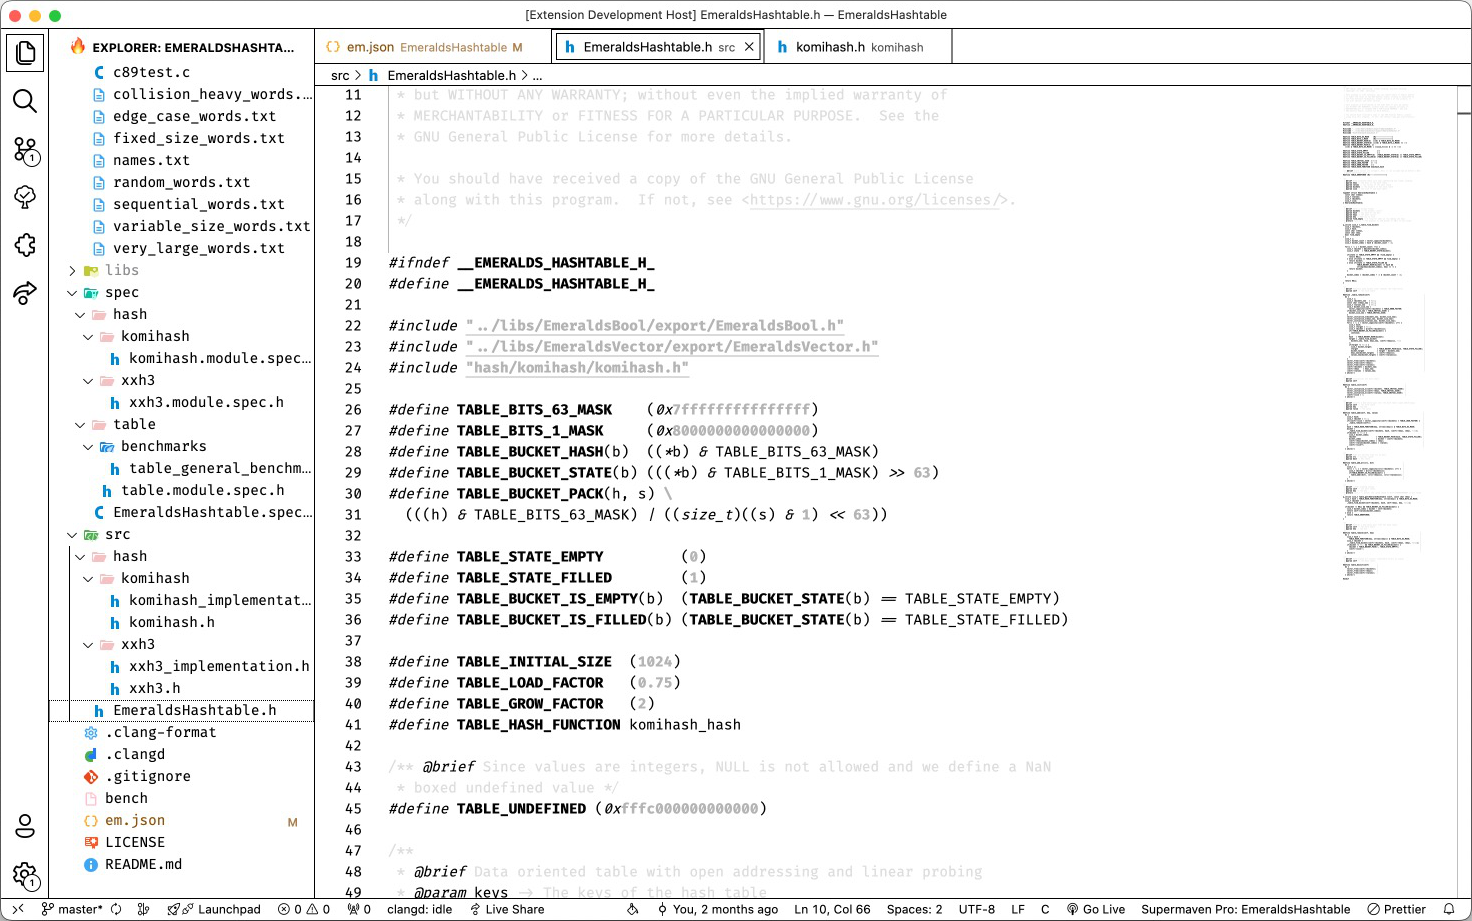 [Extension Development Host] EmeraldsHashtable.h — EmeraldsHashtable
EXPLORER: EMERALDSHASHTA...
c89test.c
collision_heavy_words....
edge_case_words.txt
fixed_size_words.txt
names.txt
random_words.txt
sequential_words.txt
variable_size_words.txt
very_large_words.txt
libs
spec
hash
komihash
komihash.module.spec...
xxh3
xxh3.module.spec.h
table
benchmarks
table_general_benchm...
table.module.spec.h
EmeraldsHashtable.spec...
src
hash
komihash
komihash_implementat...
komihash.h
xxh3
xxh3_implementation.h
xxh3.h
EmeraldsHashtable.h
.clang-format
.clangd
.gitignore
bench
em.json M
LICENSE
README.md
em.json EmeraldsHashtable M
EmeraldsHashtable.h src
komihash.h komihash
src > EmeraldsHashtable.h > ...
11 * but WITHOUT ANY WARRANTY; without even the implied warranty of
12 * MERCHANTABILITY or FITNESS FOR A PARTICULAR PURPOSE. See the
13 * GNU General Public License for more details.
14
15 * You should have received a copy of the GNU General Public License
16 * along with this program. If not, see <https://www.gnu.org/licenses/>.
17 */
18
19 #ifndef __EMERALDS_HASHTABLE_H_
20 #define __EMERALDS_HASHTABLE_H_
21
22 #include "../libs/EmeraldsBool/export/EmeraldsBool.h"
23 #include "../libs/EmeraldsVector/export/EmeraldsVector.h"
24 #include "hash/komihash/komihash.h"
25
26 #define TABLE_BITS_63_MASK (0x7fffffffffffffff)
27 #define TABLE_BITS_1_MASK (0x8000000000000000)
28 #define TABLE_BUCKET_HASH(b) ((*b) & TABLE_BITS_63_MASK)
29 #define TABLE_BUCKET_STATE(b) (((*b) & TABLE_BITS_1_MASK) >> 63)
30 #define TABLE_BUCKET_PACK(h, s) \
31 (((h) & TABLE_BITS_63_MASK) | ((size_t)((s) & 1) << 63))
32
33 #define TABLE_STATE_EMPTY (0)
34 #define TABLE_STATE_FILLED (1)
35 #define TABLE_BUCKET_IS_EMPTY(b) (TABLE_BUCKET_STATE(b) == TABLE_STATE_EMPTY)
36 #define TABLE_BUCKET_IS_FILLED(b) (TABLE_BUCKET_STATE(b) == TABLE_STATE_FILLED)
37
38 #define TABLE_INITIAL_SIZE (1024)
39 #define TABLE_LOAD_FACTOR (0.75)
40 #define TABLE_GROW_FACTOR (2)
41 #define TABLE_HASH_FUNCTION komihash_hash
42
43 /** @brief Since values are integers, NULL is not allowed and we define a NaN
44 * boxed undefined value */
45 #define TABLE_UNDEFINED (0xfffc000000000000)
46
47 /**
48 * @brief Data oriented table with open addressing and linear probing
49 * @param keys -> The keys of the hash table
1
1
master* Launchpad 0 0 0 clangd: idle Live Share You, 2 months ago Ln 10, Col 66 Spaces: 2 UTF-8 LF C Go Live Supermaven Pro: EmeraldsHashtable Prettier